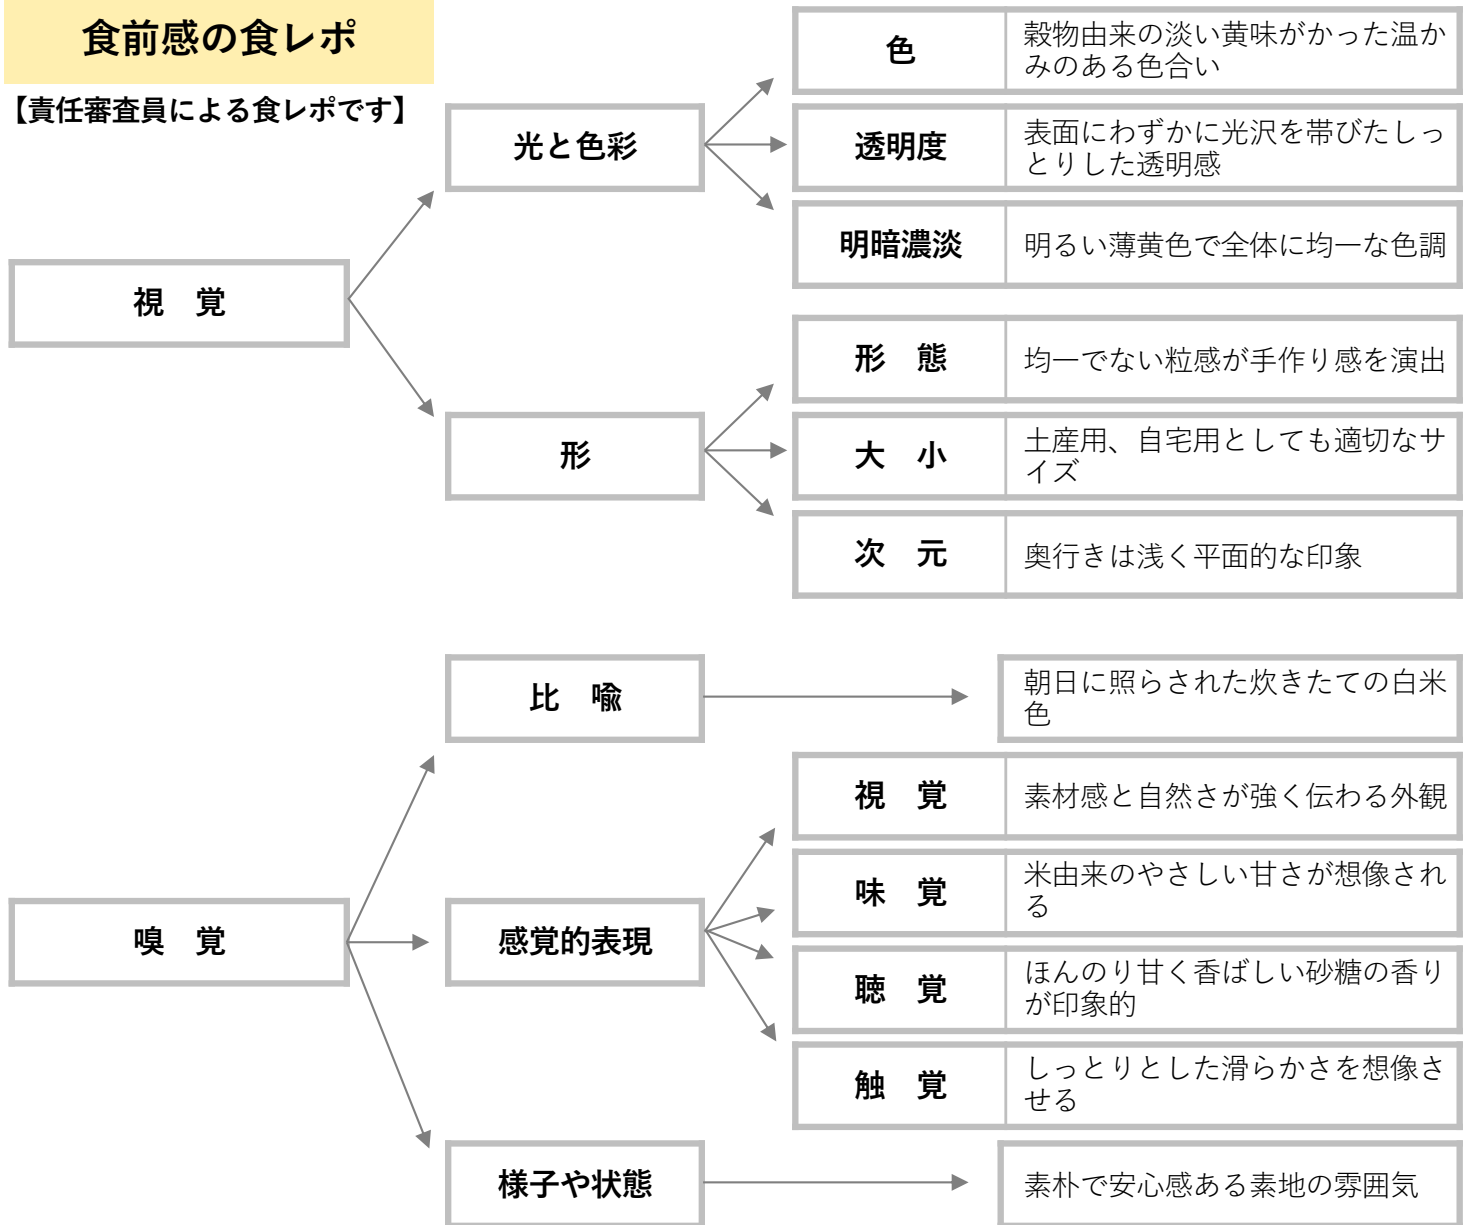 食前感の食レポ
【責任審査員による食レポです】
視　覚
光と色彩
色
穀物由来の淡い黄味がかった温か
みのある色合い
透明度
表面にわずかに光沢を帯びたしっ
とりした透明感
明暗濃淡
明るい薄黄色で全体に均一な色調
形
形　態
均一でない粒感が手作り感を演出
大　小
土産用、自宅用としても適切なサ
イズ
次　元
奥行きは浅く平面的な印象
嗅　覚
比　喩
朝日に照らされた炊きたての白米
色
感覚的表現
視　覚
素材感と自然さが強く伝わる外観
味　覚
米由来のやさしい甘さが想像され
る
聴　覚
ほんのり甘く香ばしい砂糖の香り
が印象的
触　覚
しっとりとした滑らかさを想像さ
せる
様子や状態
素朴で安心感ある素地の雰囲気